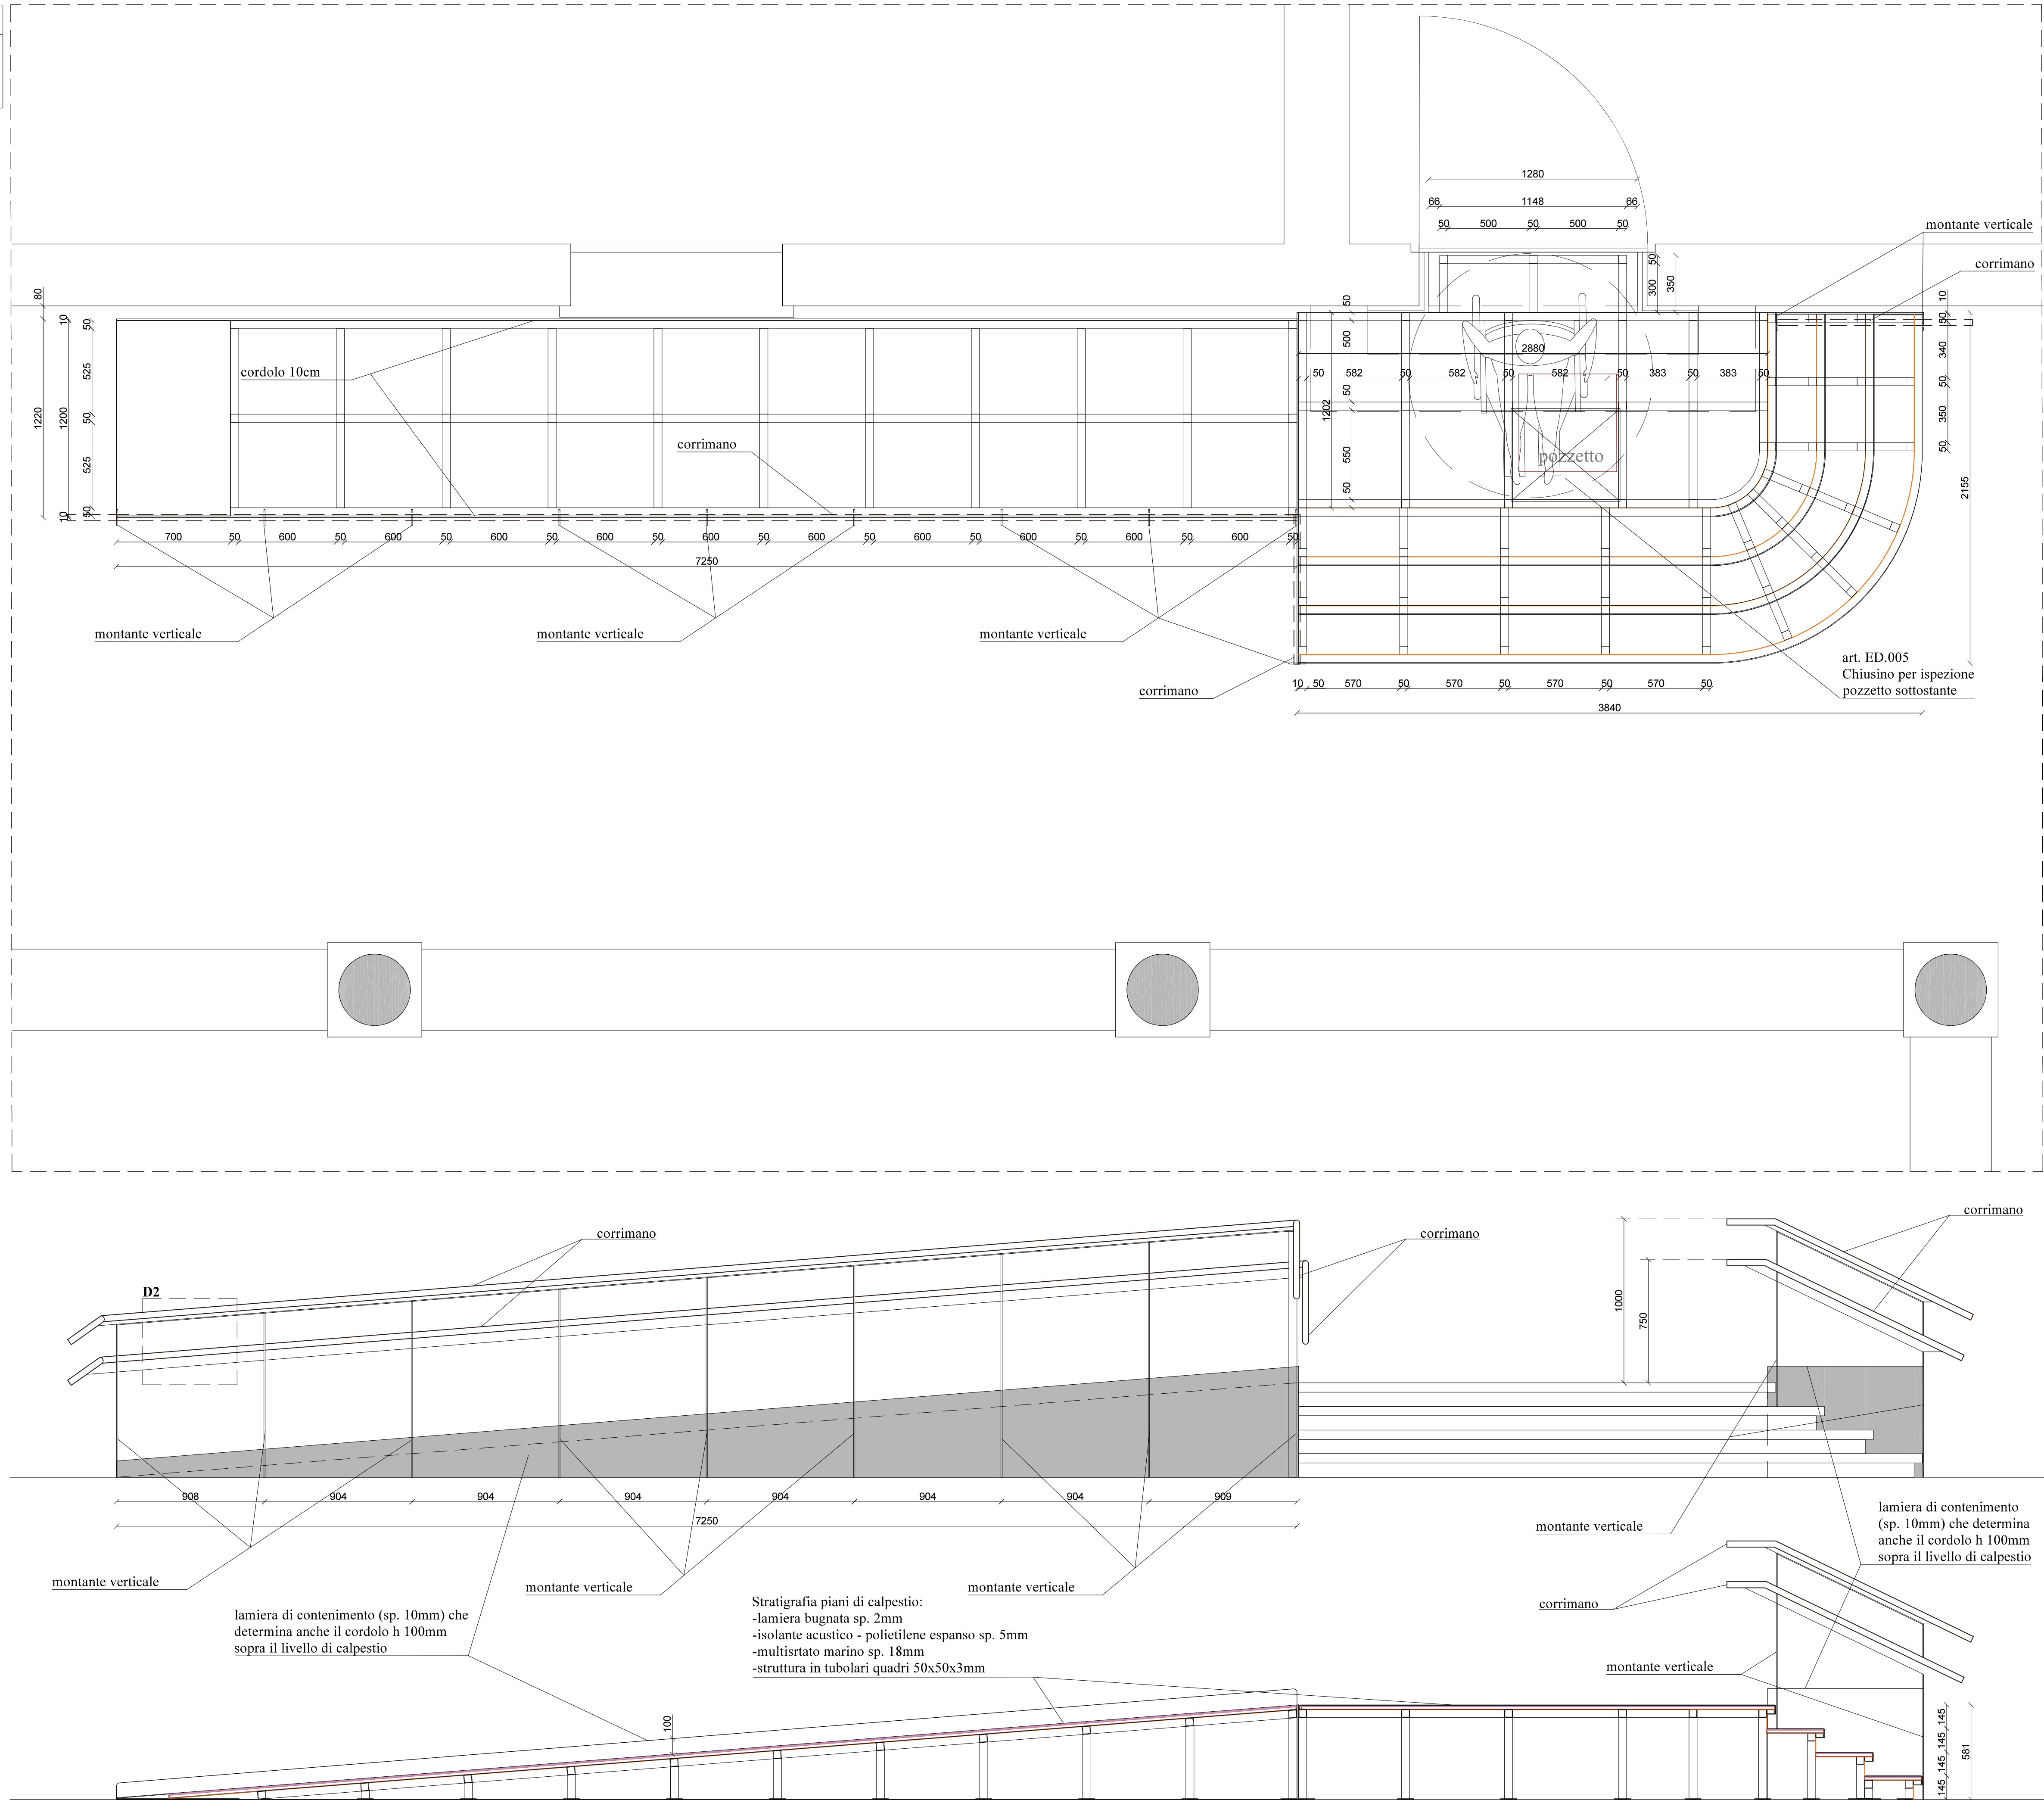 1280
66 1148 66
50 500 50 500 50
montante verticale
corrimano
50
300
350
80
10
50
525
50
525
50
10
1200
1220
cordolo 10cm
corrimano
50
500
50
550
50
1202
2880
50 582 50 582 50 582 50 383 50 383 50
pozzetto
10
50
340
50
350
50
2155
700 50 600 50 600 50 600 50 600 50 600 50 600 50 600 50 600 50 600 50 600 50
7250
montante verticale
montante verticale
montante verticale
corrimano
art. ED.005
Chiusino per ispezione
pozzetto sottostante
10 50 570 50 570 50 570 50 570 50
3840
corrimano
corrimano
corrimano
D2
1000
750
908 904 904 904 904 904 904 909
7250
montante verticale
montante verticale
montante verticale
montante verticale
lamiera di contenimento
(sp. 10mm) che determina
anche il cordolo h 100mm
sopra il livello di calpestio
lamiera di contenimento (sp. 10mm) che
determina anche il cordolo h 100mm
sopra il livello di calpestio
Stratigrafia piani di calpestio:
-lamiera bugnata sp. 2mm
-isolante acustico - polietilene espanso sp. 5mm
-multisrtato marino sp. 18mm
-struttura in tubolari quadri 50x50x3mm
corrimano
montante verticale
100
145
145
145
145
581